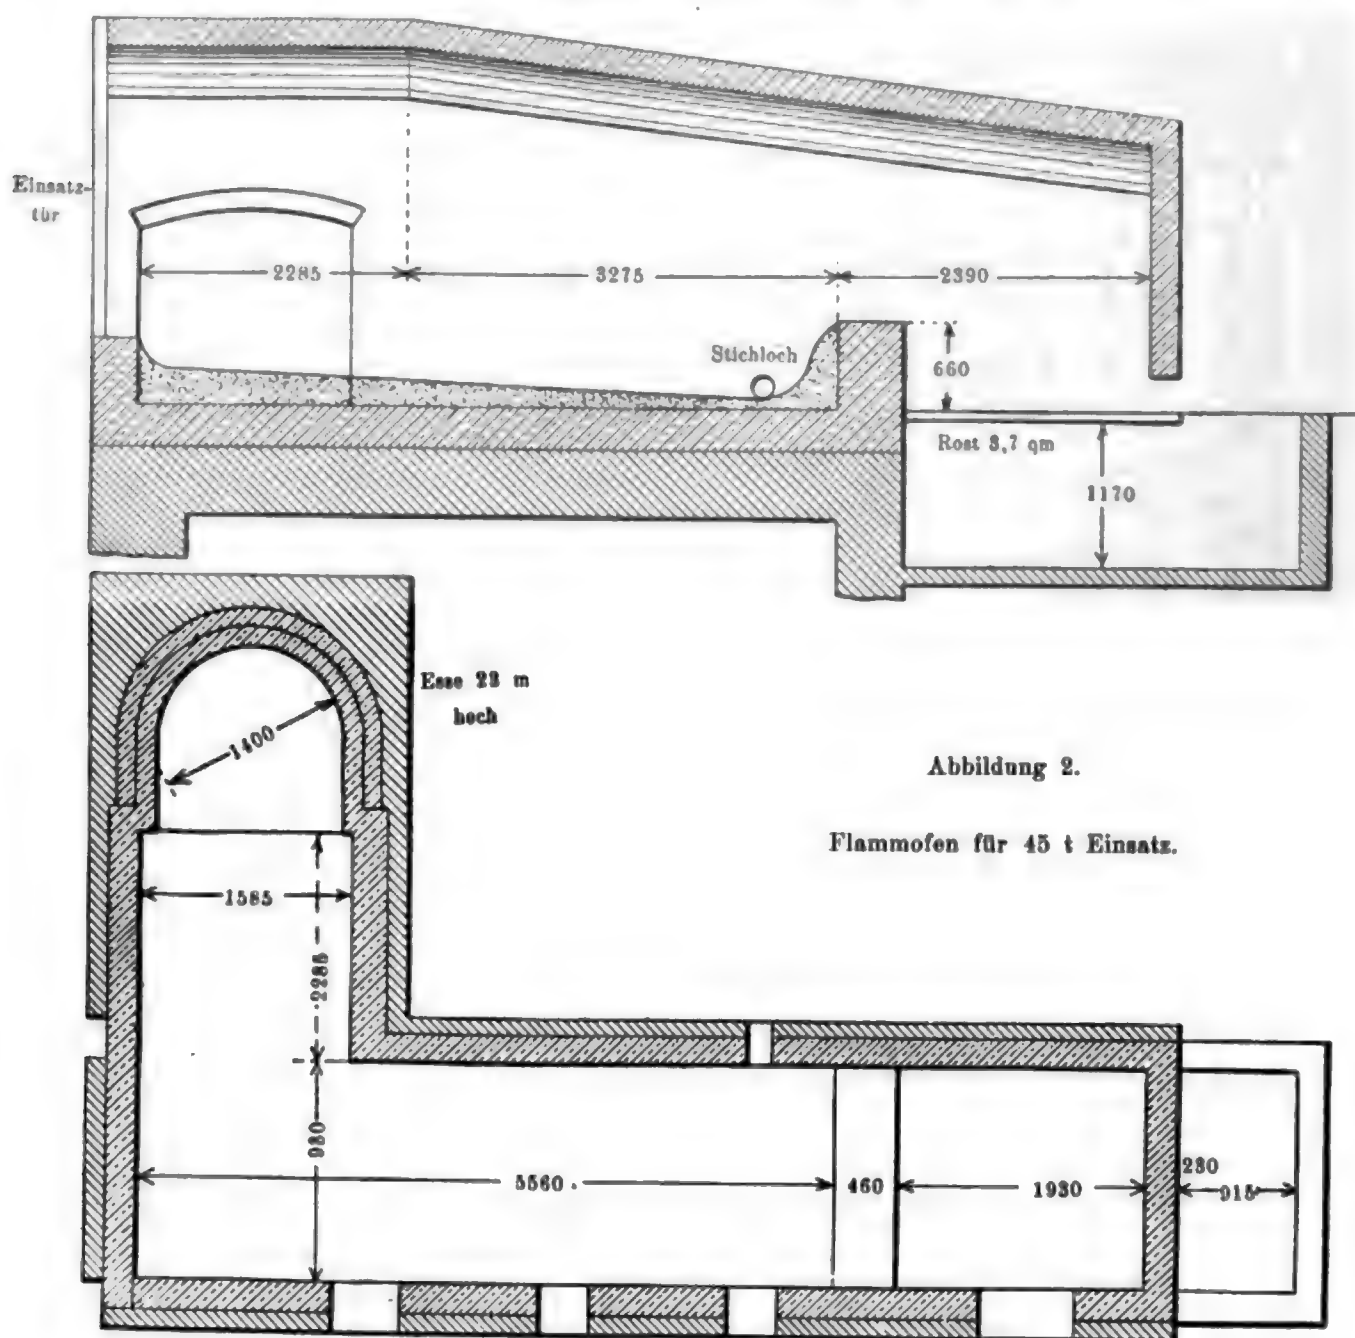 Einsatz-
tür
2285
3275
2390
Stichloch
660
Rost 3,7 qm
1170
Esse 22 m
hoch
1400
Abbildung 2.
Flammofen für 45 t Einsatz.
1585
2285
980
5560
460
1930
230
915